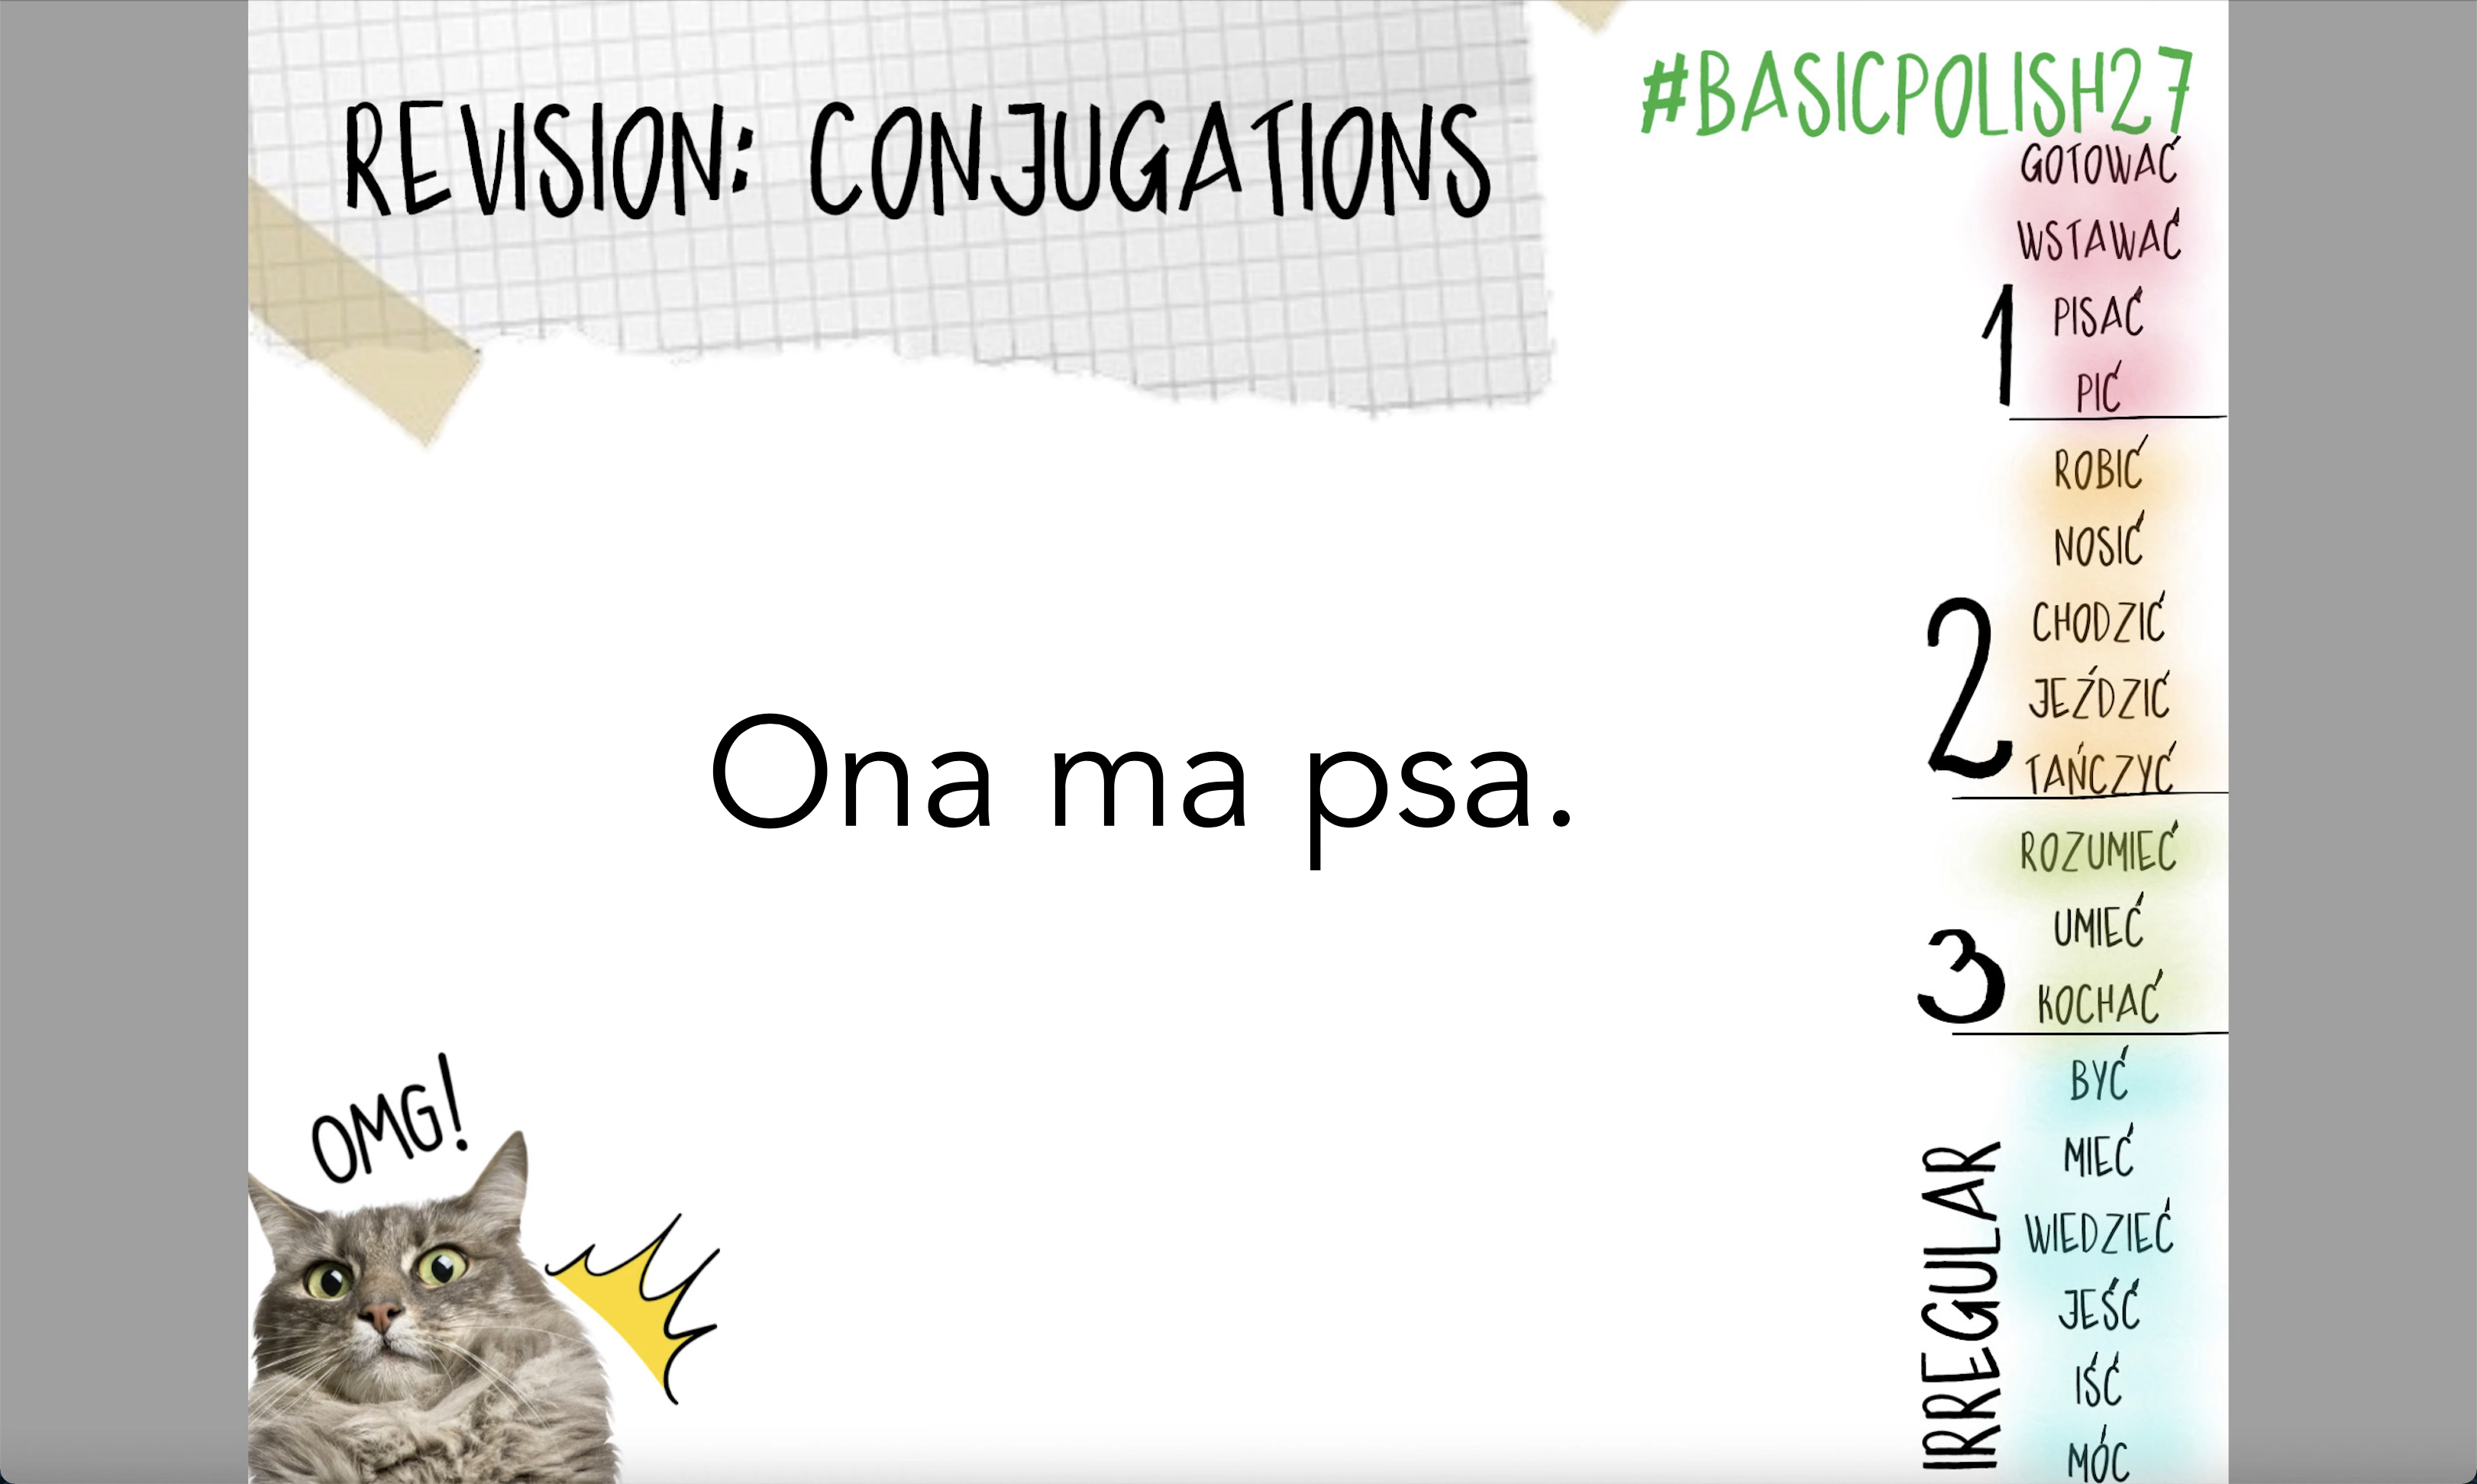 REVISION: CONJUGATIONS
#BASICPOLISH27
GOTOWAĆ
WSTAWAĆ
1
PISAĆ
PIĆ
ROBIĆ
NOSIĆ
2
CHODZIĆ
JEŹDZIĆ
TAŃCZYĆ
Ona ma psa.
ROZUMIEĆ
3
UMIEĆ
KOCHAĆ
IRREGULAR
BYĆ
MIEĆ
WIEDZIEĆ
JEŚĆ
IŚĆ
MÓC
OMG!